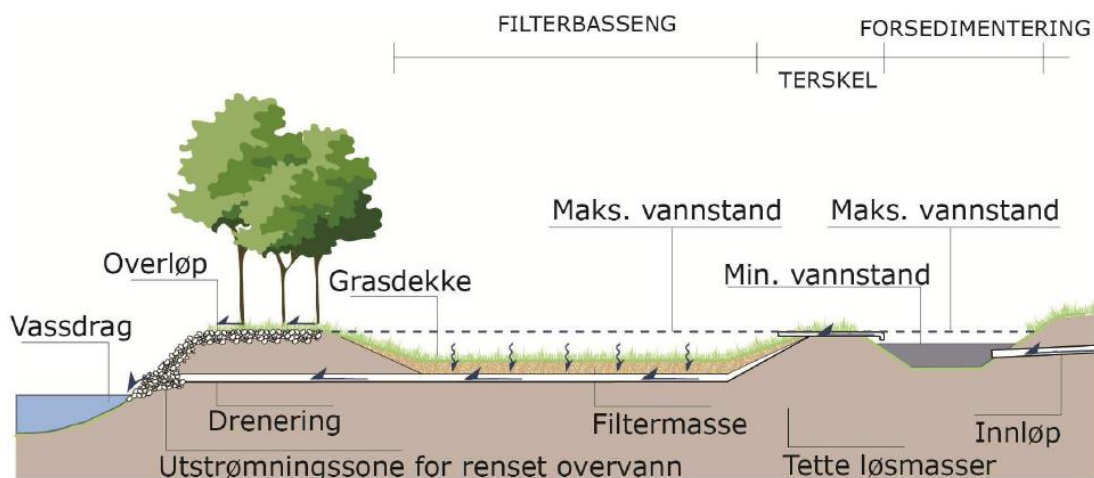 FILTERBASSENG
FORSEDIMENTERING
TERSKEL
Maks. vannstand
Maks. vannstand
Overløp
Grasdekke
Min. vannstand
Vassdrag
Drenering
Filtermasse
Innløp
Utstrømningssone for renset overvann
Tette løsmasser